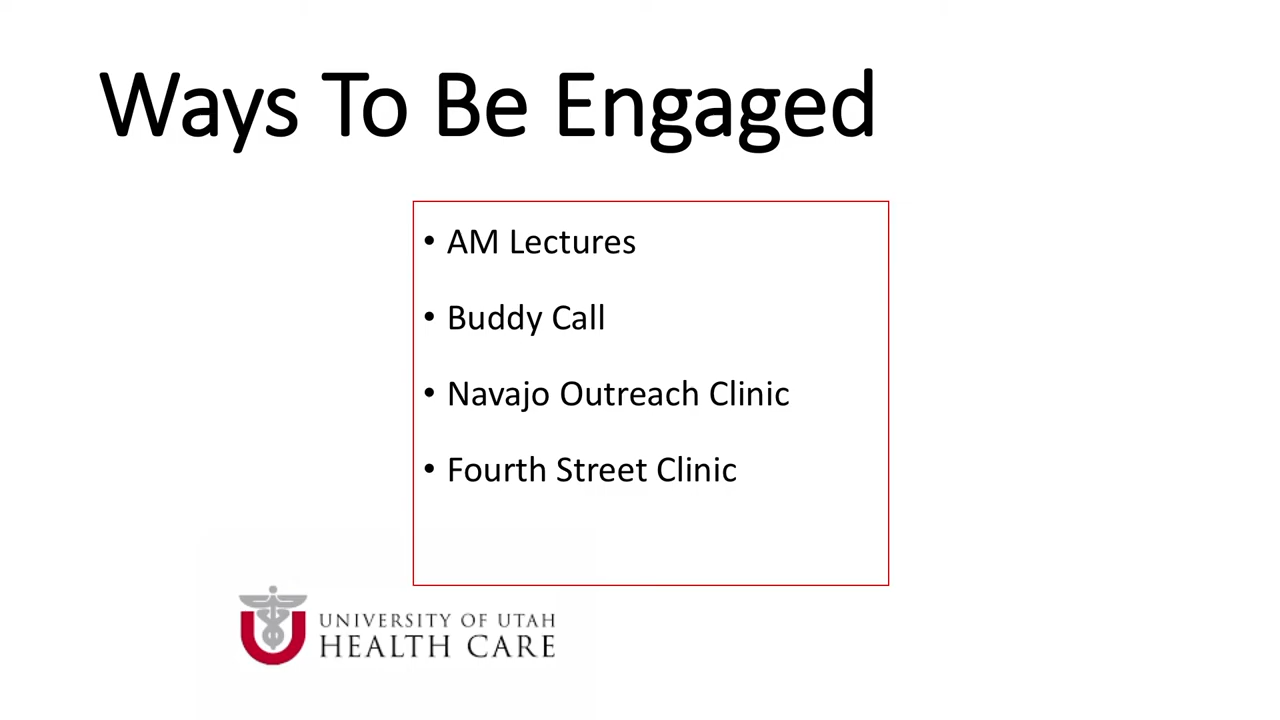 Ways To Be Engaged
• AM Lectures
• Buddy Call
• Navajo Outreach Clinic
• Fourth Street Clinic
UNIVERSITY OF UTAH
HEALTH CARE